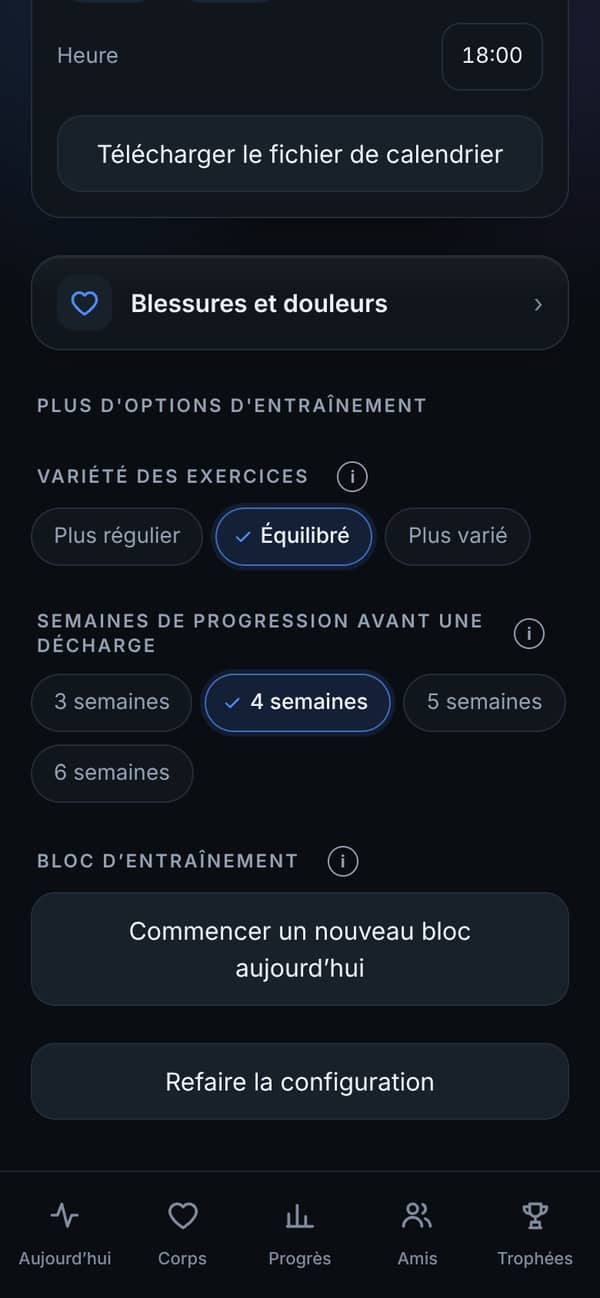 Heure
18:00
Télécharger le fichier de calendrier
Blessures et douleurs
PLUS D'OPTIONS D'ENTRAÎNEMENT
VARIÉTÉ DES EXERCICES
Plus régulier
Équilibré
Plus varié
SEMAINES DE PROGRESSION AVANT UNE
DÉCHARGE
3 semaines
4 semaines
5 semaines
6 semaines
BLOC D’ENTRAÎNEMENT
Commencer un nouveau bloc
aujourd’hui
Refaire la configuration
Aujourd’hui
Corps
Progrès
Amis
Trophées